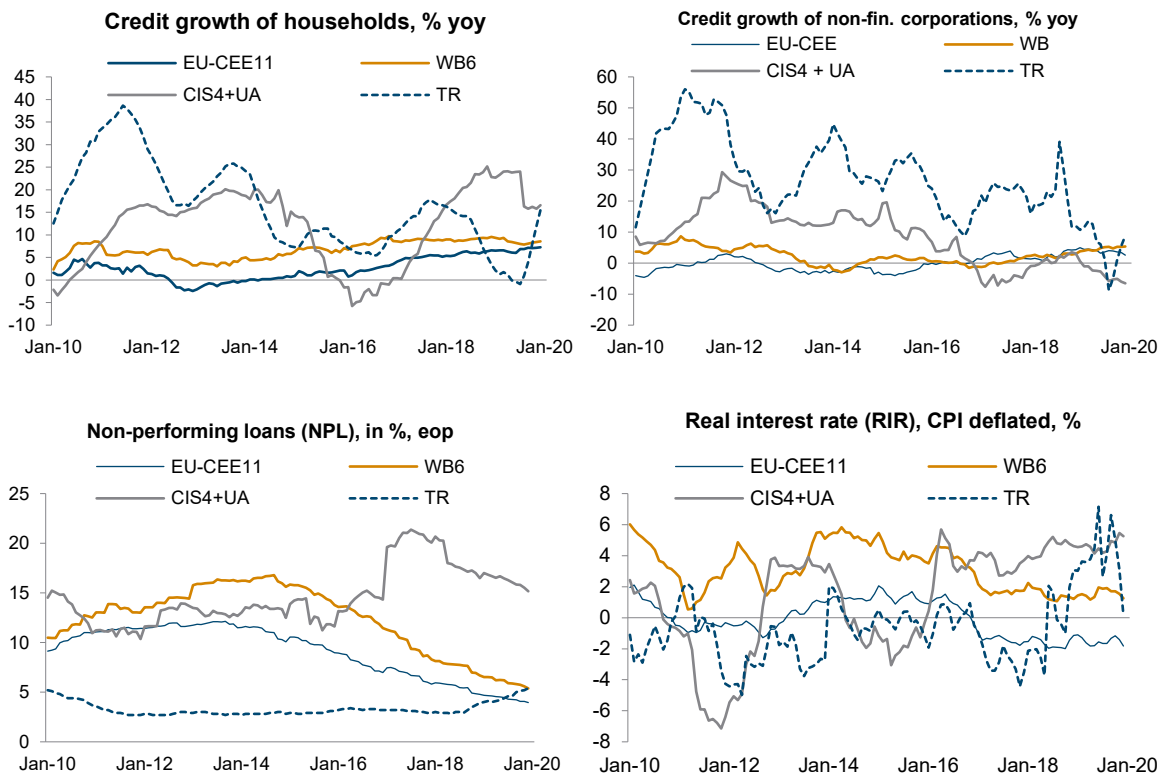 Credit growth of households, % yoy
EU-CEE11 WB6
CIS4+UA TR
45
40
35
30
25
20
15
10
5
0
-5
-10
Jan-10 Jan-12 Jan-14 Jan-16 Jan-18 Jan-20
Credit growth of non-fin. corporations, % yoy
EU-CEE WB
CIS4 + UA TR
60
50
40
30
20
10
0
-10
-20
Jan-10 Jan-12 Jan-14 Jan-16 Jan-18 Jan-20
Non-performing loans (NPL), in %, eop
EU-CEE11 WB6
CIS4+UA TR
25
20
15
10
5
0
Jan-10 Jan-12 Jan-14 Jan-16 Jan-18 Jan-20
Real interest rate (RIR), CPI deflated, %
EU-CEE11 WB6
CIS4+UA TR
8
6
4
2
0
-2
-4
-6
-8
Jan-10 Jan-12 Jan-14 Jan-16 Jan-18 Jan-20